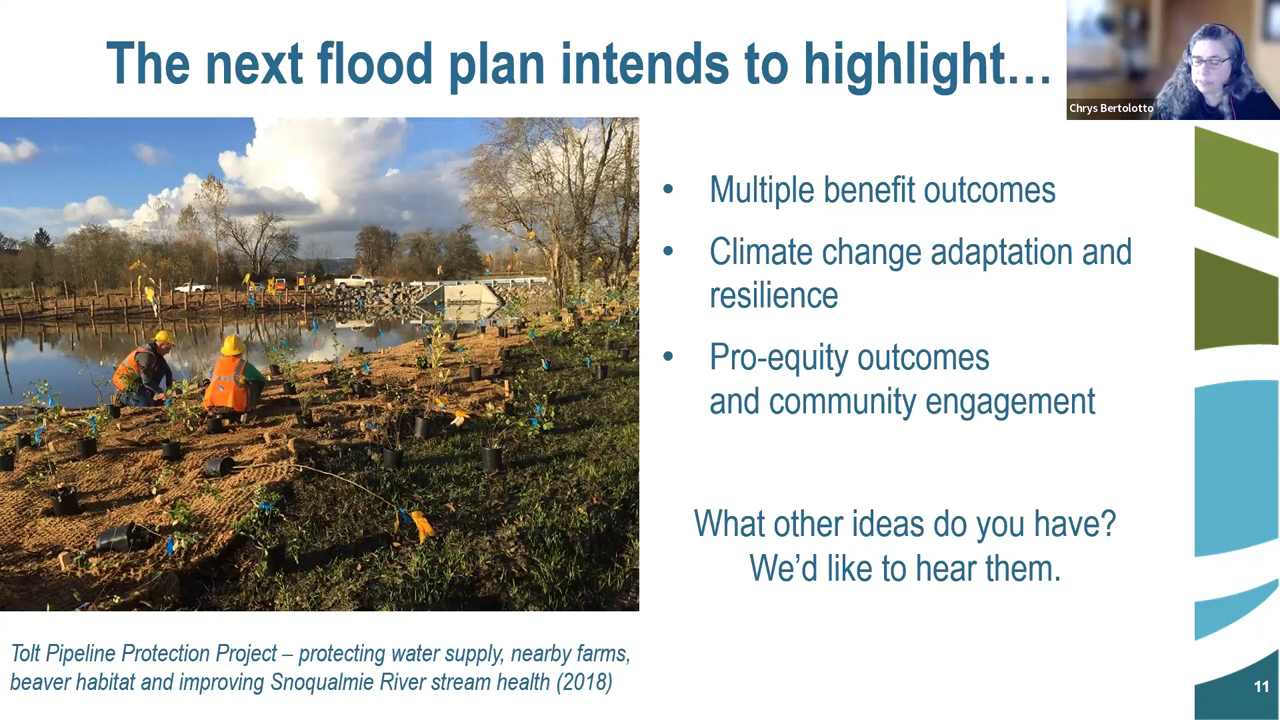 The next flood plan intends to highlight…
Chrys Bertolotto
• Multiple benefit outcomes
• Climate change adaptation and
resilience
• Pro-equity outcomes
and community engagement
What other ideas do you have?
We’d like to hear them.
Tolt Pipeline Protection Project – protecting water supply, nearby farms,
beaver habitat and improving Snoqualmie River stream health (2018)
11